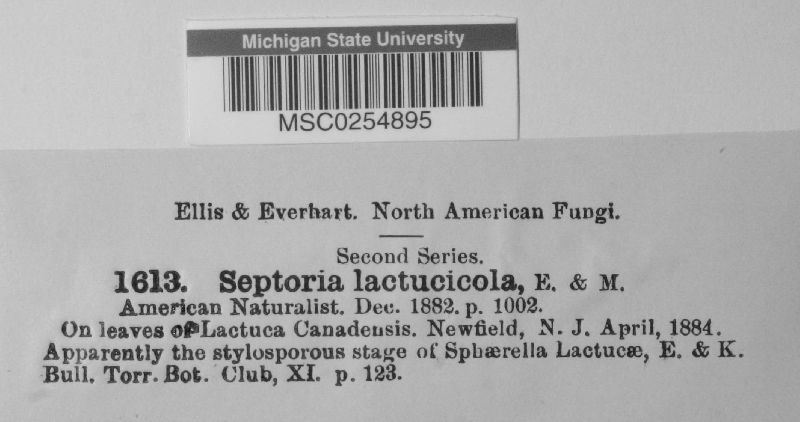 Michigan State University
MSC0254895
Ellis & Everhart. North American Fungi.
Second Series.
1613. Septoria lactucicola, E. & M.
American Naturalist. Dec. 1882. p. 1002.
On leaves of Lactuca Canadensis. Newfield, N. J. April, 1884.
Apparently the stylosporous stage of Sphærella Lactucæ, E. & K.
Bull. Torr. Bot. Club, XI. p. 123.